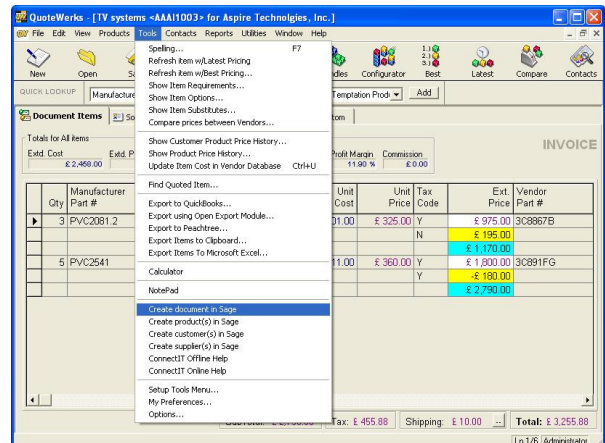 QuoteWerks - [TV systems <AAAI1003> for Aspire Technolgies, Inc.]
File Edit View Products Tools Contacts Reports Utilities Window Help
New Open Configurator Best Latest Compare Contacts
QUICK LOOKUP Manufacture Temptation Prodi Add
Document Items
Totals for All items
Extd. Cost Extd. P Profit Margin Commission INVOICE
£ 2,458.00 11.90 % £ 0.00
Qty Manufacturer Part # Unit Cost Unit Price Tax Code Ext. Price Vendor Part #
3 PVC2081.2 01.00 £ 325.00 Y £ 975.00 3C8867B
N £ 195.00
£ 1,170.00
5 PVC2541 11.00 £ 360.00 Y £ 1,800.00 3C891FG
Y -£ 180.00
£ 2,790.00
Spelling... F7
Refresh item w/Latest Pricing
Refresh item w/Best Pricing...
Show Item Requirements...
Show Item Options...
Show Item Substitutes...
Compare prices between Vendors...
Show Customer Product Price History...
Show Product Price History...
Update Item Cost in Vendor Database Ctrl+U
Find Quoted Item...
Export to QuickBooks...
Export using Open Export Module...
Export to Peachtree...
Export Items to Clipboard...
Export Items To Microsoft Excel...
Calculator
NotePad
Create document in Sage
Create product(s) in Sage
Create customer(s) in Sage
Create supplier(s) in Sage
ConnectIT Offline Help
ConnectIT Online Help
Setup Tools Menu...
My Preferences...
Options...
Tax: £ 455.88 Shipping: £ 10.00 ... Total: £ 3,255.88
Ln 1/6 Administrator